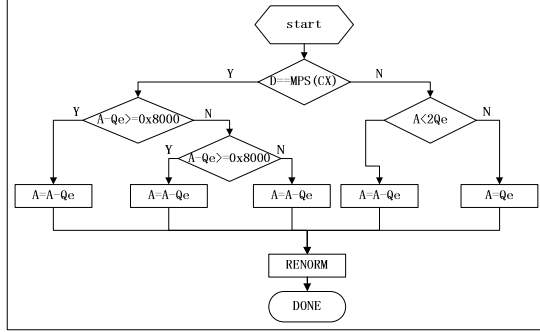 start
D==MPS(CX)
Y
N
A-Qe>=0x8000
Y
N
A<2Qe
N
A-Qe>=0x8000
Y
N
A=A-Qe
A=A-Qe
A=A-Qe
A=A-Qe
A=Qe
RENORM
DONE